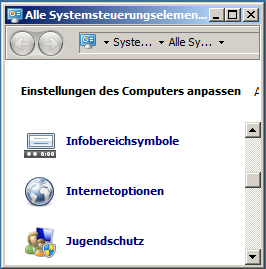 Alle Systemsteuerungselemen...
Syste... Alle Sy...
Einstellungen des Computers anpassen
Infobereichsymbole
Internetoptionen
Jugendschutz